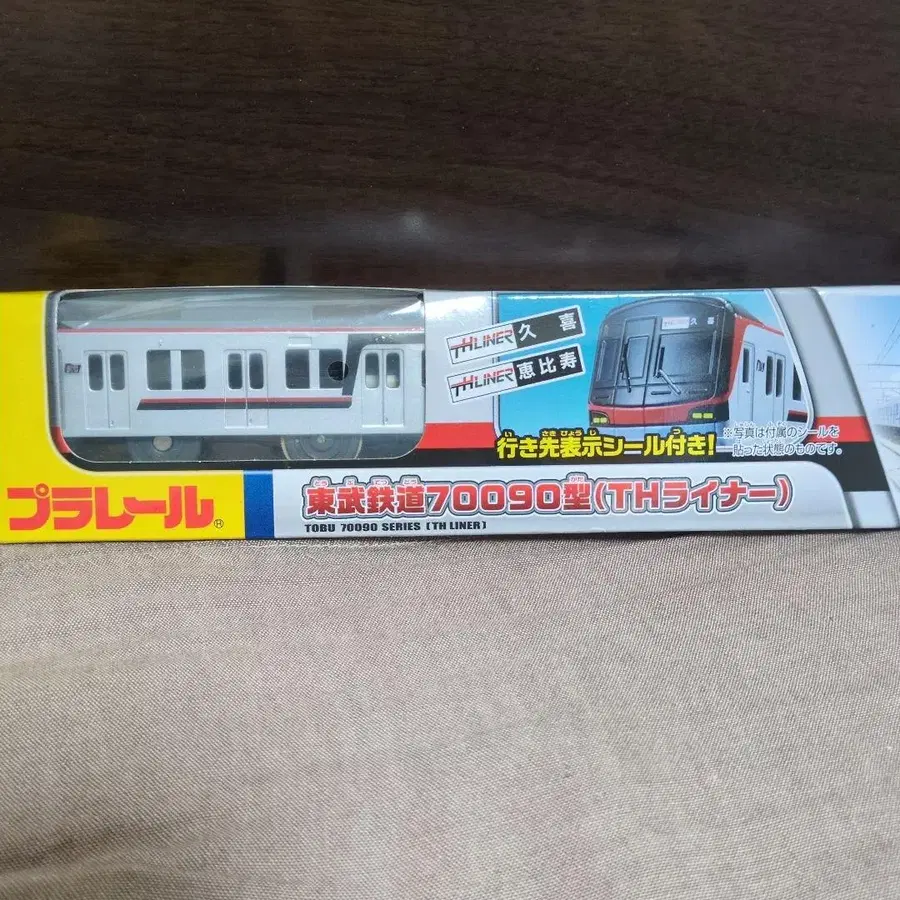 THLINER 久喜
THLINER 恵比寿
久喜
行き先表示シール付き!
※写真は付属のシールを
貼った状態のものです。
プラレール®
東武鉄道70090型(THライナー)
TOBU 70090 SERIES (TH LINER)